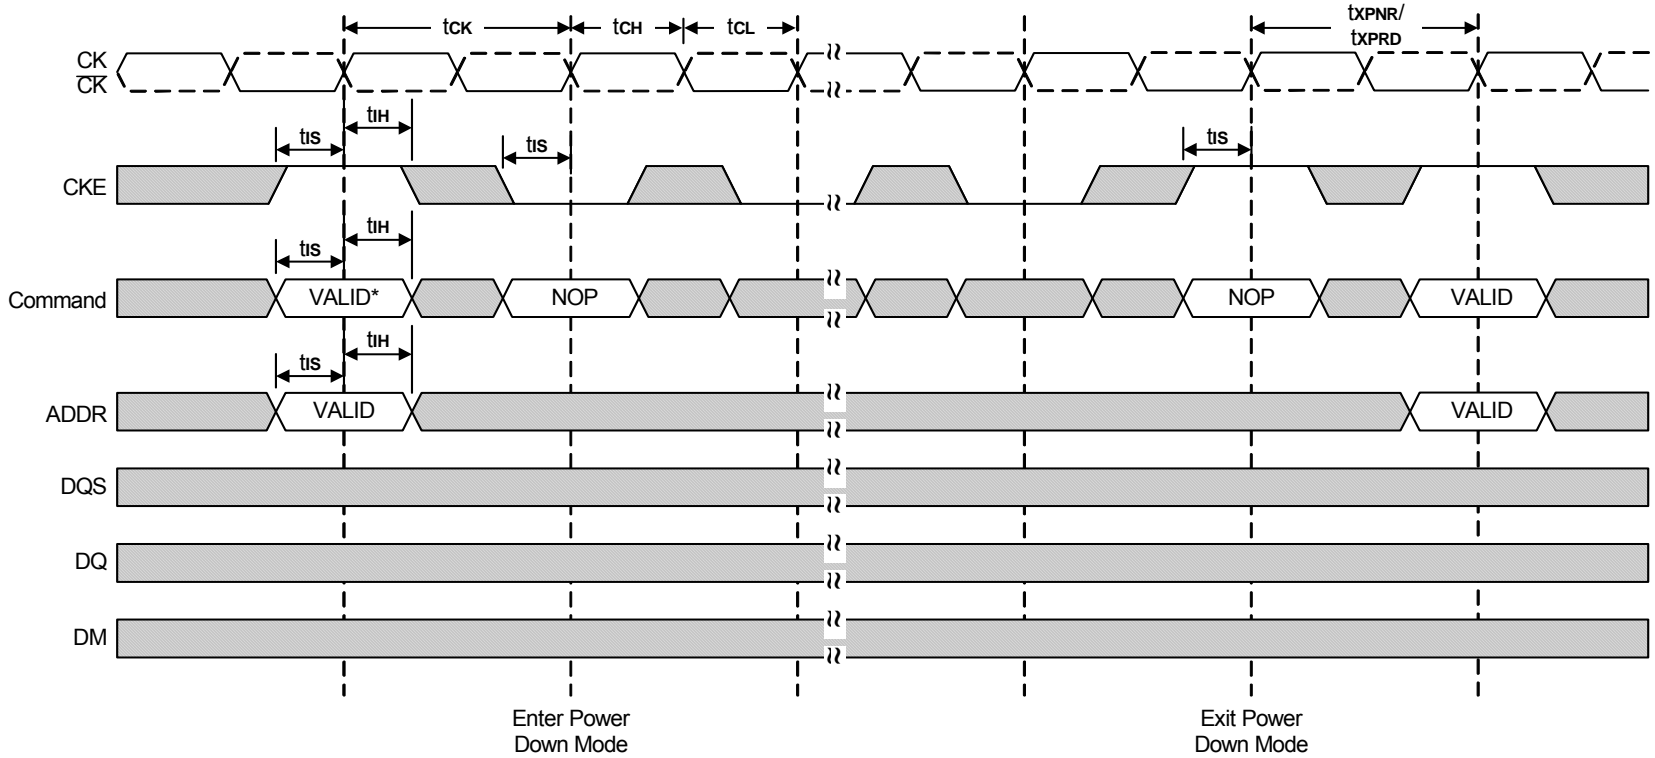 tCK
tCH
tCL
tXPNR/
tXPRD
CK
CK
tIH
tIS
tIS
tIS
CKE
tIH
tIS
Command
VALID*
NOP
NOP
VALID
tIH
tIS
ADDR
VALID
VALID
DQS
DQ
DM
Enter Power
Down Mode
Exit Power
Down Mode